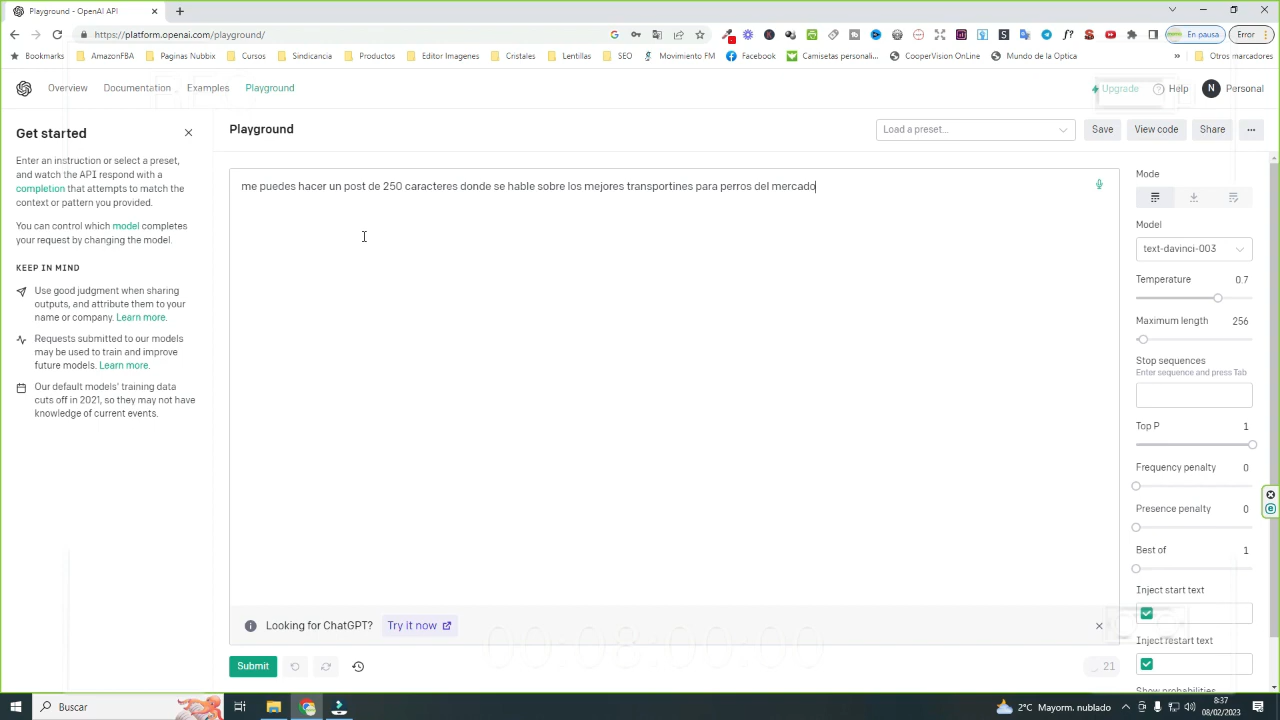 Playground - OpenAI API
https://platform.openai.com/playground/
En pausa
Error
Bookmarks
AmazonFBA
Paginas Nubbix
Cursos
Sindicancia
Productos
Editor Imagenes
Cristales
Lentillas
SEO
Movimiento FM
Facebook
Camisetas personali...
CooperVision Online
Mundo de la Optica
»
Otros marcadores
Overview
Documentation
Examples
Playground
Upgrade
Help
N
Personal
Get started
Enter an instruction or select a preset,
and watch the API respond with a
completion that attempts to match the
context or pattern you provided.
You can control which model completes
your request by changing the model.
KEEP IN MIND
Use good judgment when sharing
outputs, and attribute them to your
name or company. Learn more.
Requests submitted to our models
may be used to train and improve
future models. Learn more.
Our default models' training data
cuts off in 2021, so they may not have
knowledge of current events.
Playground
Load a preset...
Save
View code
Share
...
me puedes hacer un post de 250 caracteres donde se hable sobre los mejores transportines para perros del mercado
Looking for ChatGPT? Try it now
Submit
21
Mode
Model
text-davinci-003
Temperature 0.7
Maximum length 256
Stop sequences
Enter sequence and press Tab
Top P 1
Frequency penalty 0
Presence penalty 0
Best of 1
Inject start text
Inject restart text
Show probabilities
00:08:00:00
Buscar
2°C Mayorm. nublado
8:37
08/02/2023